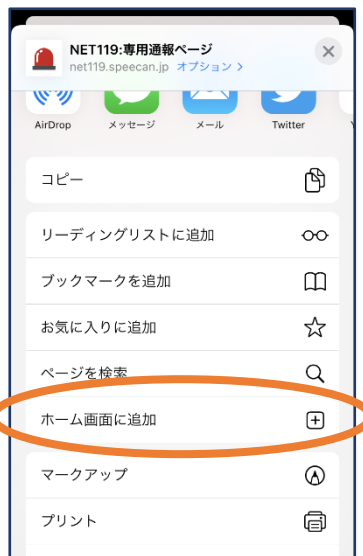 NET119:専用通報ページ
net119.speecan.jp オプション >
AirDrop メッセージ メール Twitter
コピー
リーディングリストに追加
ブックマークを追加
お気に入りに追加
ページを検索
ホーム画面に追加
マークアップ
プリント